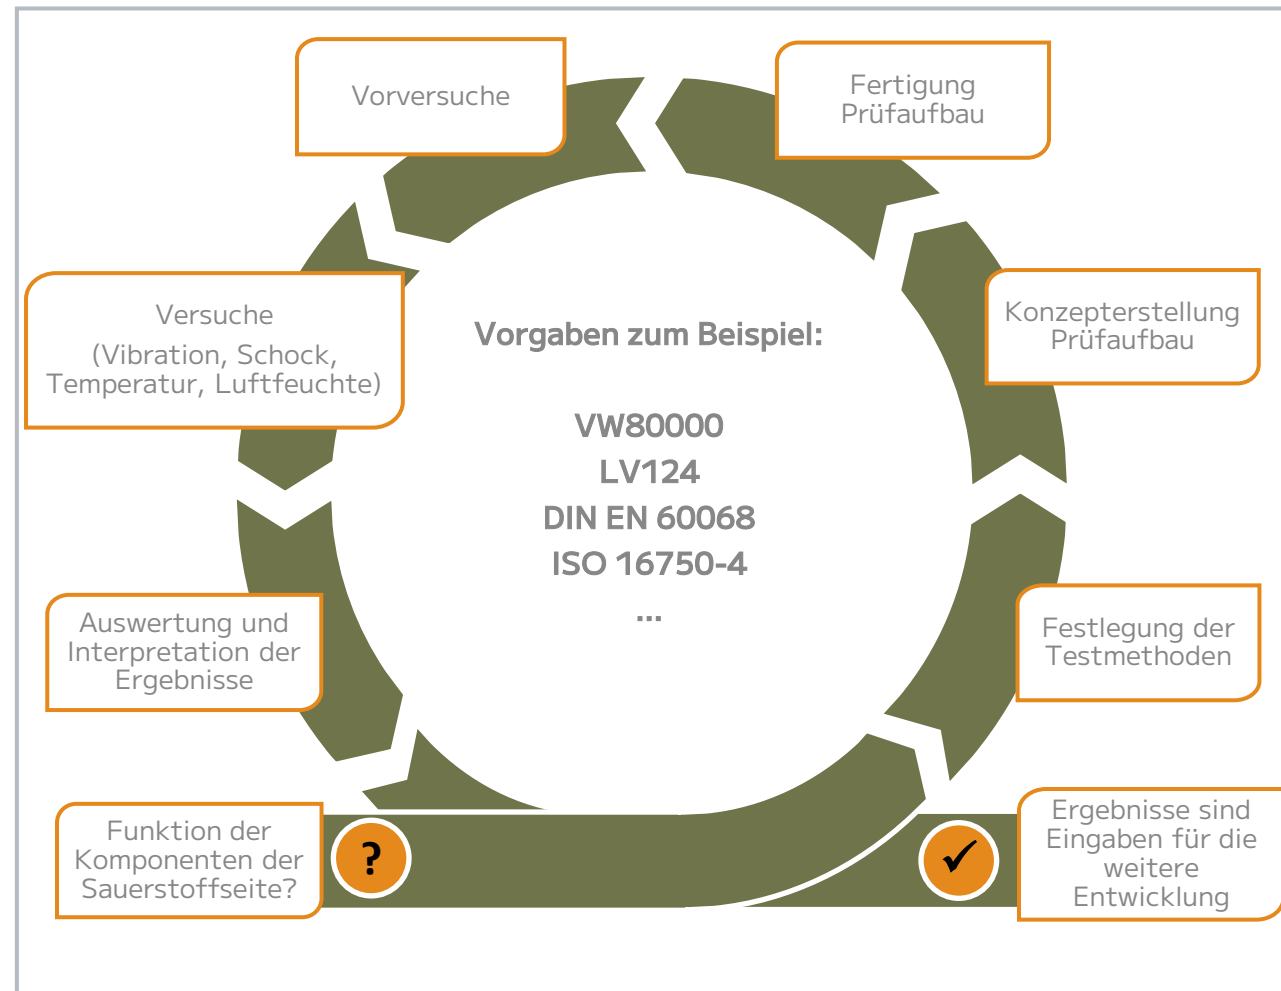 Vorversuche
Fertigung
Prüfaufbau
Versuche
(Vibration, Schock,
Temperatur, Luftfeuchte)
Konzepterstellung
Prüfaufbau
Vorgaben zum Beispiel:
VW80000
LV124
DIN EN 60068
ISO 16750-4
...
Auswertung und
Interpretation der
Ergebnisse
Festlegung der
Testmethoden
Funktion der
Komponenten der
Sauerstoffseite?
?
✓
Ergebnisse sind
Eingaben für die
weitere
Entwicklung